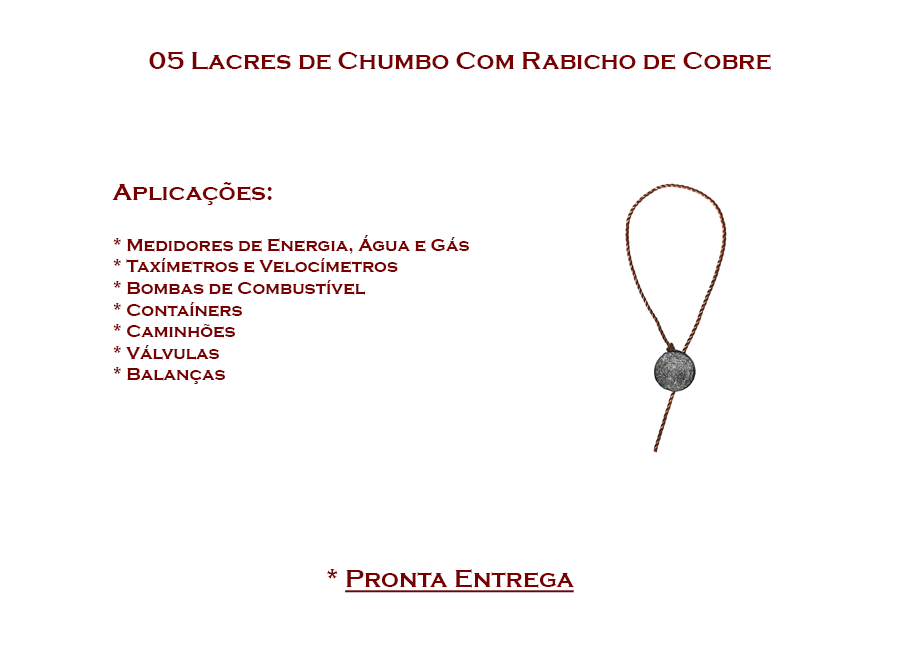 05 Lacres de Chumbo Com Rabicho de Cobre
Aplicações:
* Medidores de Energia, Água e Gás
* Taxímetros e Velocímetros
* Bombas de Combustível
* Contaíners
* Caminhões
* Válvulas
* Balanças
* Pronta Entrega